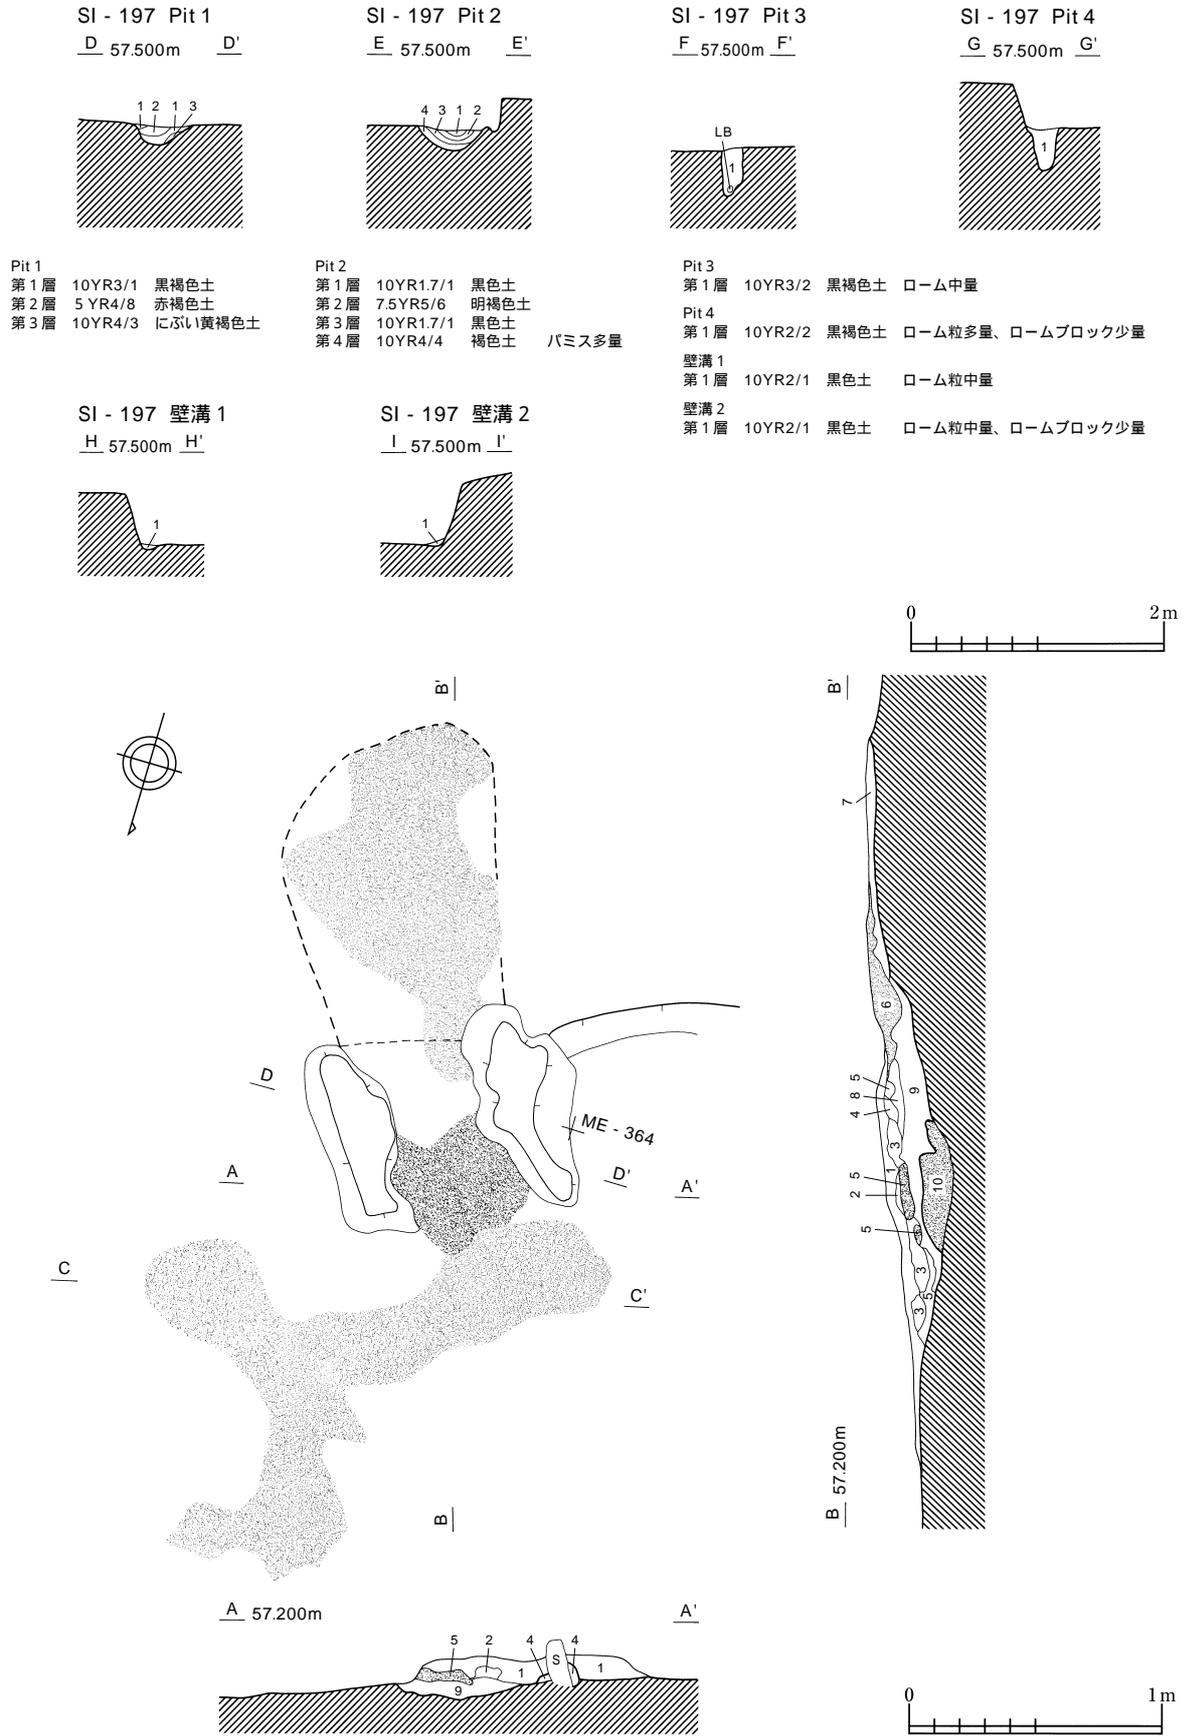 SI - 197 Pit 1
D 57.500m D'
1 2 1 3
SI - 197 Pit 2
E 57.500m E'
4 3 1 2
SI - 197 Pit 3
F 57.500m F'
LB
1
SI - 197 Pit 4
G 57.500m G'
1
Pit 1
第1層 10YR3/1 黒褐色土
第2層 5YR4/8 赤褐色土
第3層 10YR4/3 にぶい黄褐色土
Pit 2
第1層 10YR1.7/1 黒色土
第2層 7.5YR5/6 明褐色土
第3層 10YR1.7/1 黒色土
第4層 10YR4/4 褐色土 パミス多量
Pit 3
第1層 10YR3/2 黒褐色土 ローム中量
Pit 4
第1層 10YR2/2 黒褐色土 ローム粒多量、ロームブロック少量
壁溝1
第1層 10YR2/1 黒色土 ローム粒中量
壁溝2
第1層 10YR2/1 黒色土 ローム粒中量、ロームブロック少量
SI - 197 壁溝1
H 57.500m H'
1
SI - 197 壁溝2
I 57.500m I'
1
0 2m
B'
D
ME - 364
D'
A
A'
C
C'
B
B'
7
6
5
8
4
9
3
1
5
2
10
5
3
5
3
B 57.200m
A 57.200m A'
5 2 4 S 4
1 1
9
0 1m